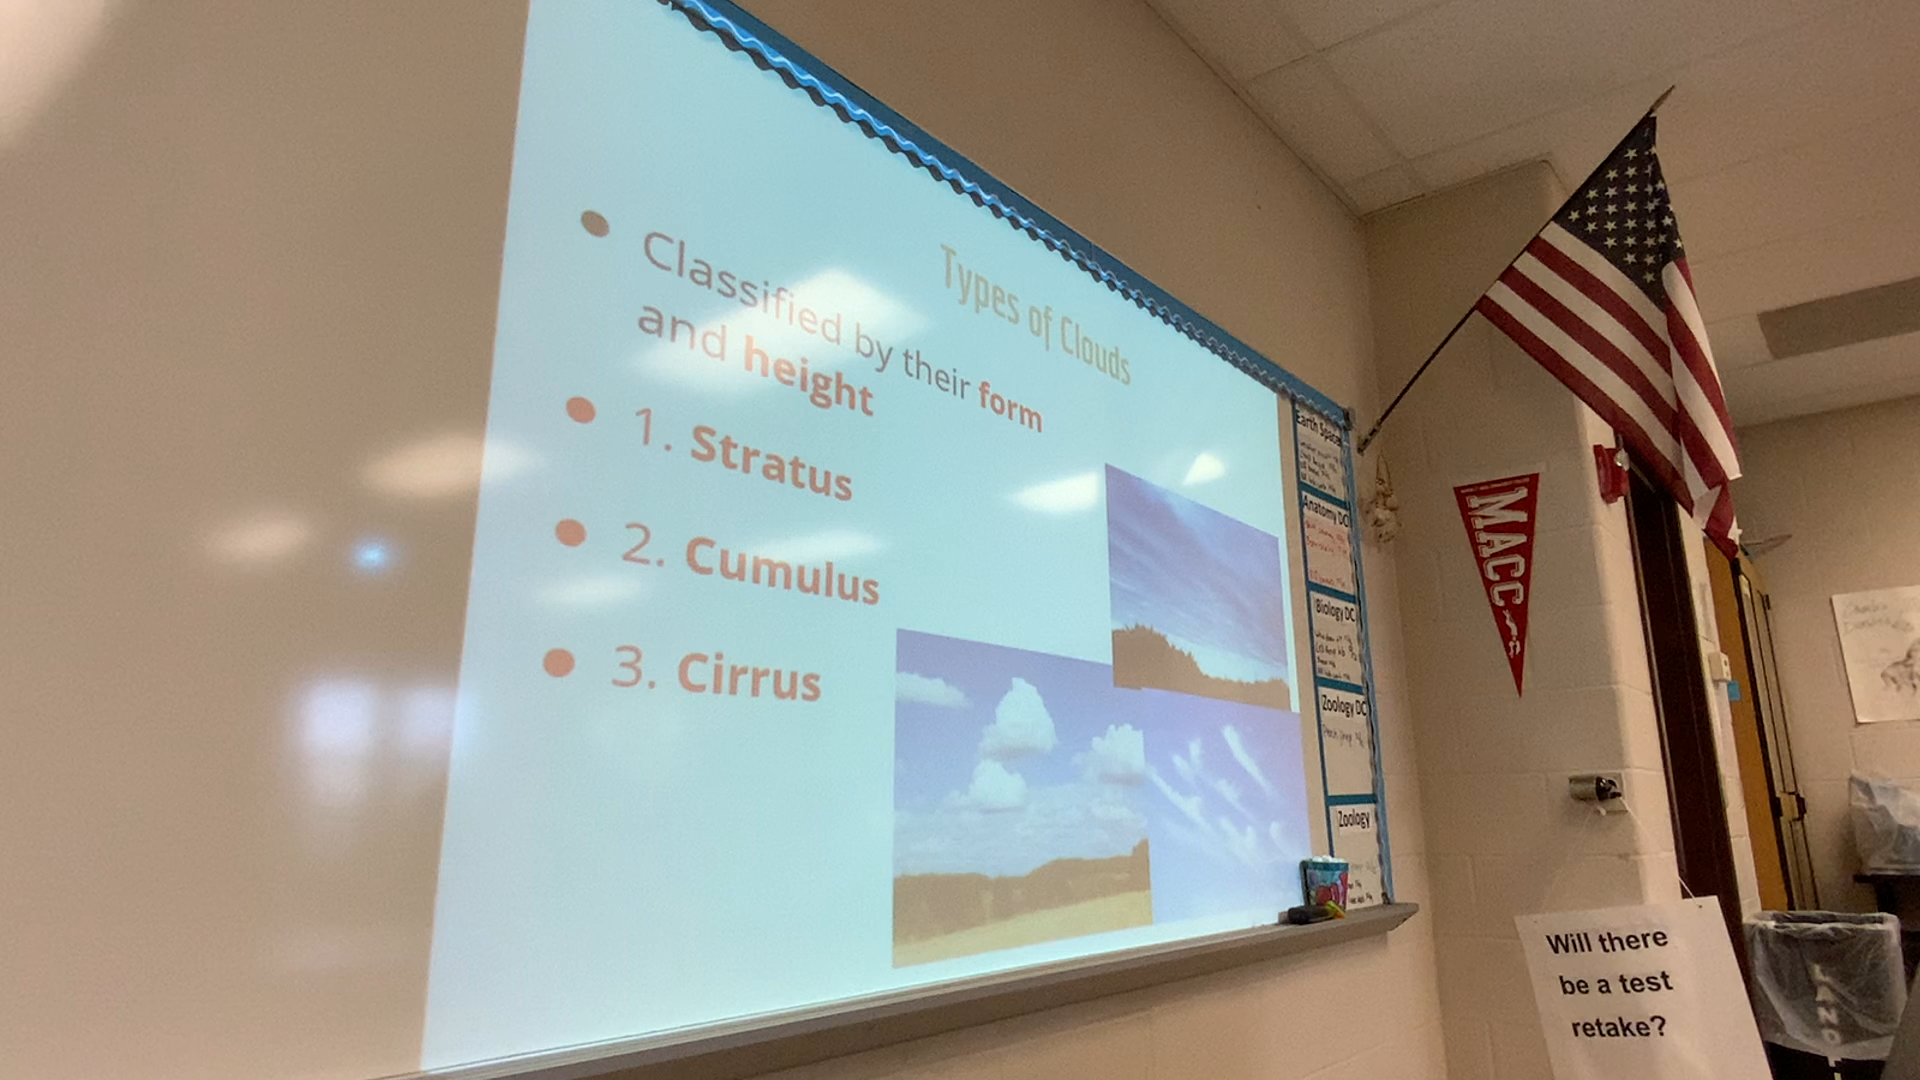 Types of Clouds
● Classified by their form
and height
● 1. Stratus
● 2. Cumulus
● 3. Cirrus
Earth Space
Anatomy DC
Biology DC
Zoology DC
Zoology
MACC
Will there
be a test
retake?